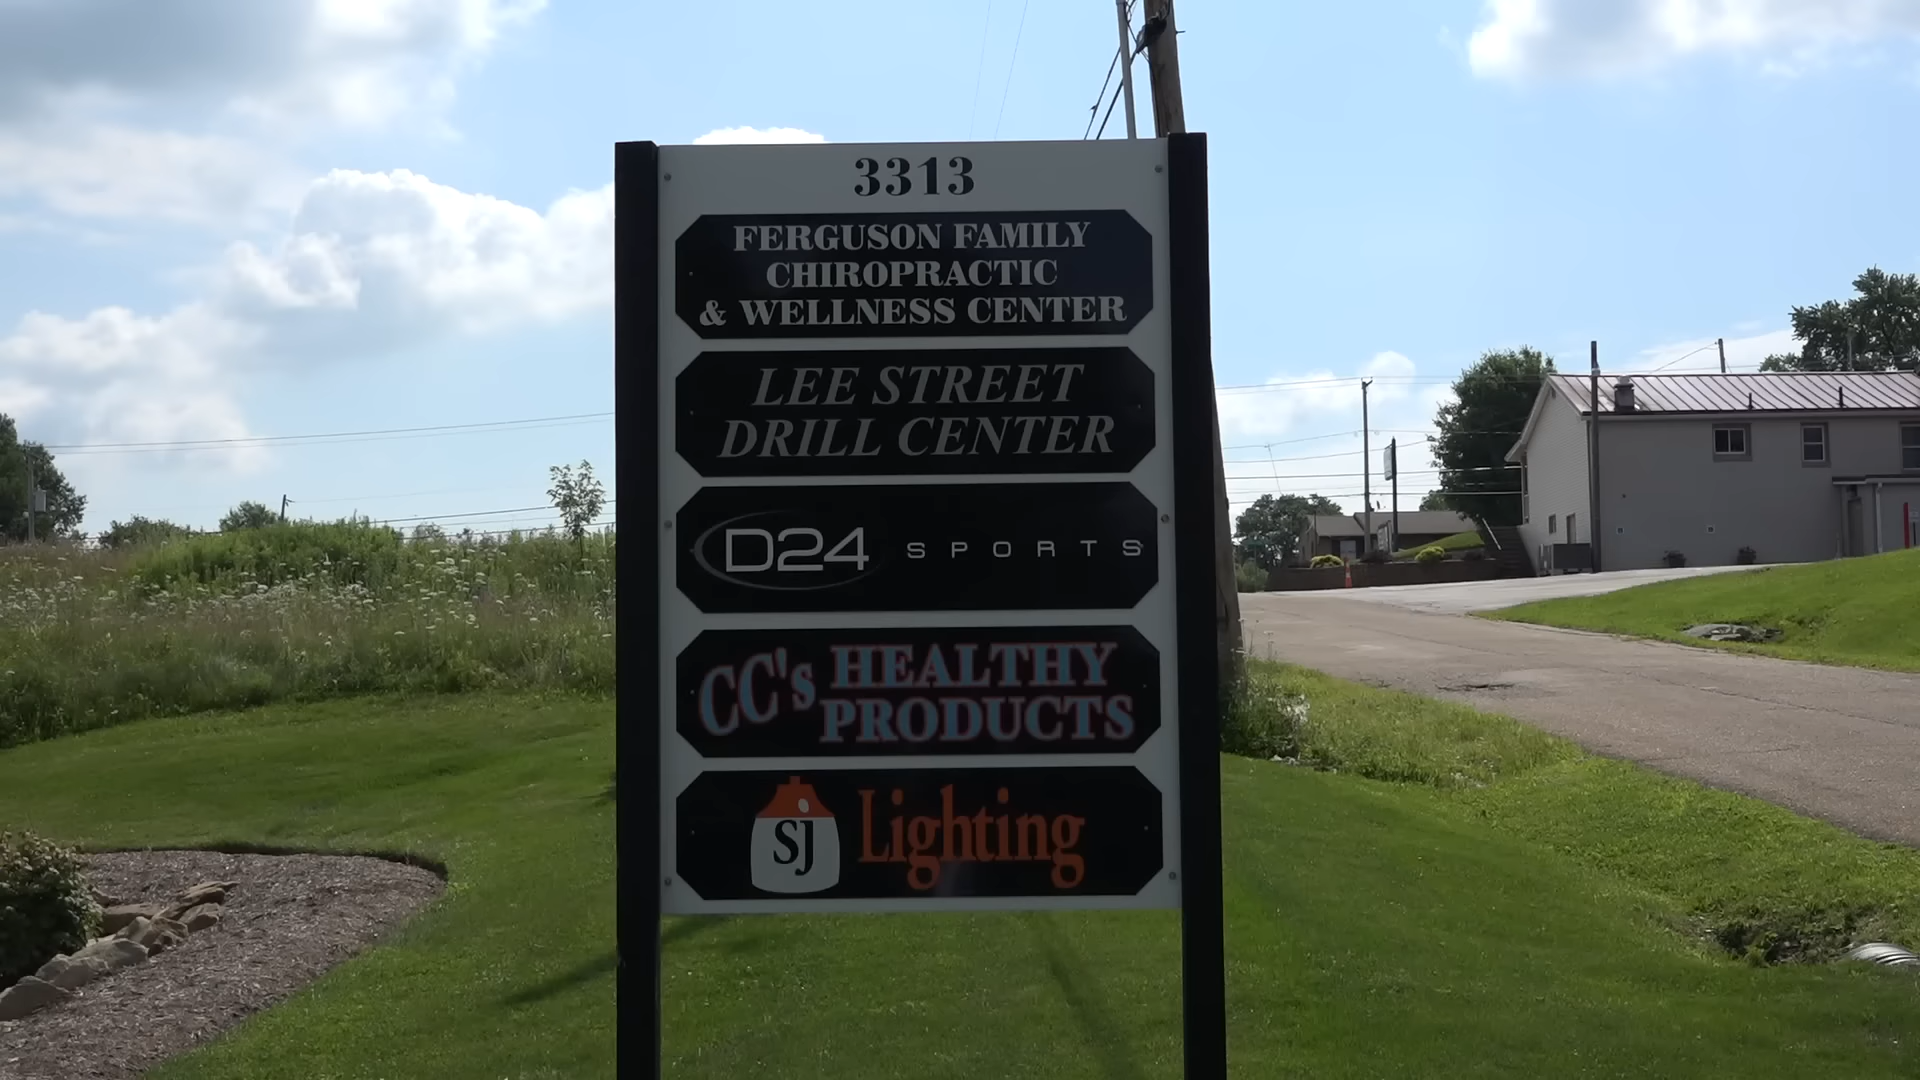 3313
FERGUSON FAMILY
CHIROPRACTIC
& WELLNESS CENTER
LEE STREET
DRILL CENTER
D24 SPORTS
CC's HEALTHY
PRODUCTS
SJ Lighting